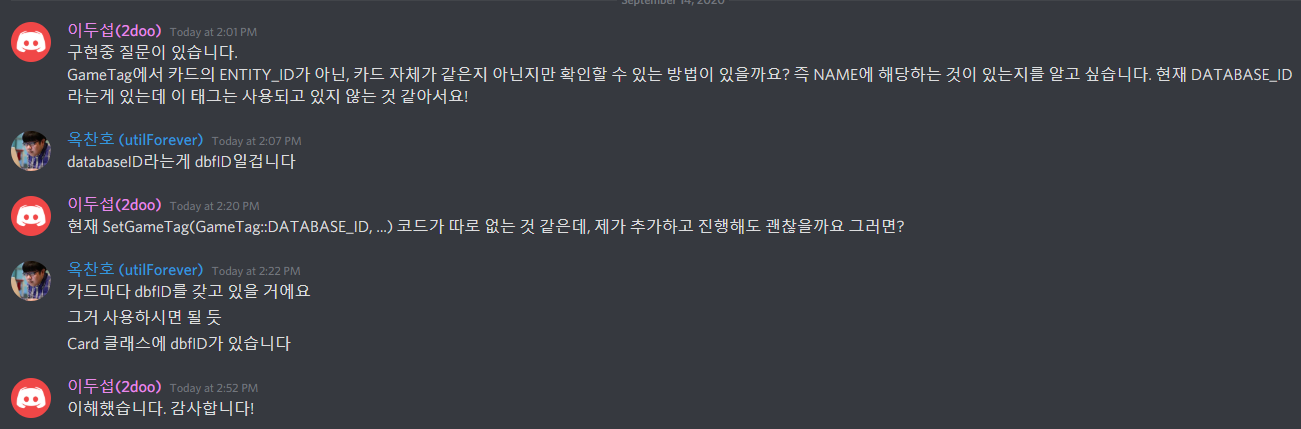 September 14, 2020
이두섭(2doo) Today at 2:01 PM
구현중 질문이 있습니다.
GameTag에서 카드의 ENTITY_ID가 아닌, 카드 자체가 같은지 아닌지만 확인할 수 있는 방법이 있을까요? 즉 NAME에 해당하는 것이 있는지를 알고 싶습니다. 현재 DATABASE_ID
라는게 있는데 이 태그는 사용되고 있지 않는 것 같아서요!
옥찬호 (utilForever) Today at 2:07 PM
databaseID라는게 dbfID일겁니다
이두섭(2doo) Today at 2:20 PM
현재 SetGameTag(GameTag::DATABASE_ID, ...) 코드가 따로 없는 것 같은데, 제가 추가하고 진행해도 괜찮을까요 그러면?
옥찬호 (utilForever) Today at 2:22 PM
카드마다 dbfID를 갖고 있을 거에요
그거 사용하시면 될 듯
Card 클래스에 dbfID가 있습니다
이두섭(2doo) Today at 2:52 PM
이해했습니다. 감사합니다!